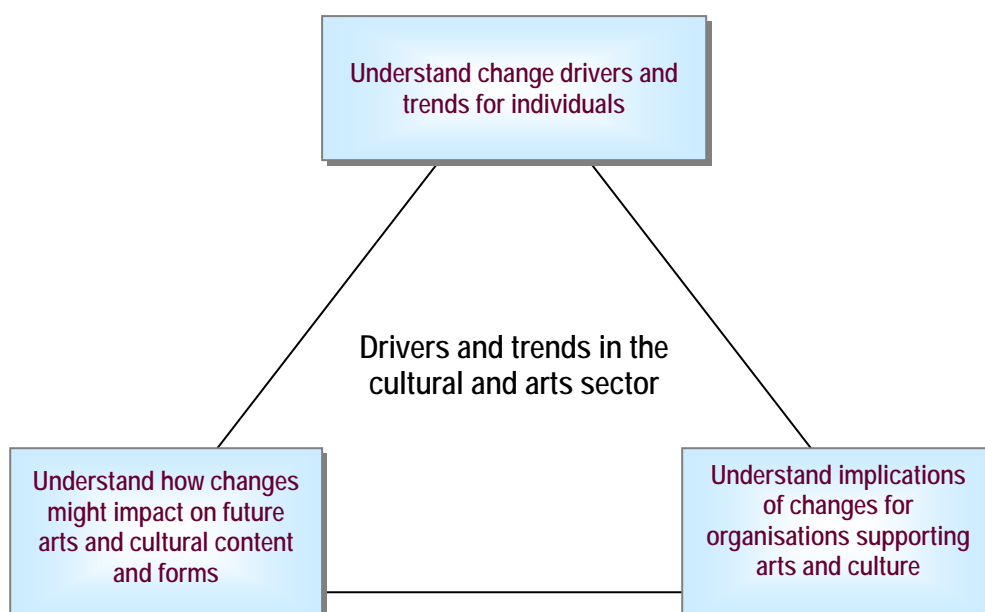 Understand change drivers and
trends for individuals
Drivers and trends in the
cultural and arts sector
Understand how changes
might impact on future
arts and cultural content
and forms
Understand implications
of changes for
organisations supporting
arts and culture